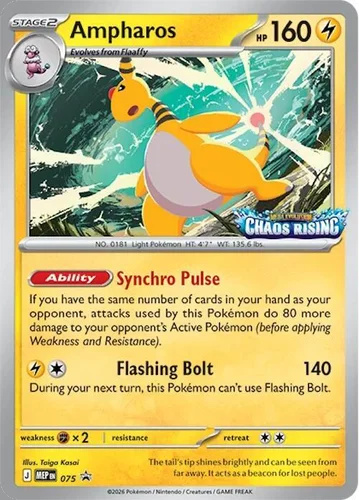 STAGE2
Ampharos
HP 160
Evolves from Flaaffy
MEGA EVOLUTION
CHAOS RISING
NO. 0181 Light Pokémon HT: 4'7" WT: 135.6 lbs.
Ability Synchro Pulse
If you have the same number of cards in your hand as your
opponent, attacks used by this Pokémon do 80 more
damage to your opponent's Active Pokémon (before applying
Weakness and Resistance).
Flashing Bolt 140
During your next turn, this Pokémon can't use Flashing Bolt.
weakness ×2 resistance retreat
Illus. Taiga Kasai
J MEP EN 075
The tail's tip shines brightly and can be seen from
far away. It acts as a beacon for lost people.
©2026 Pokémon / Nintendo / Creatures / GAME FREAK